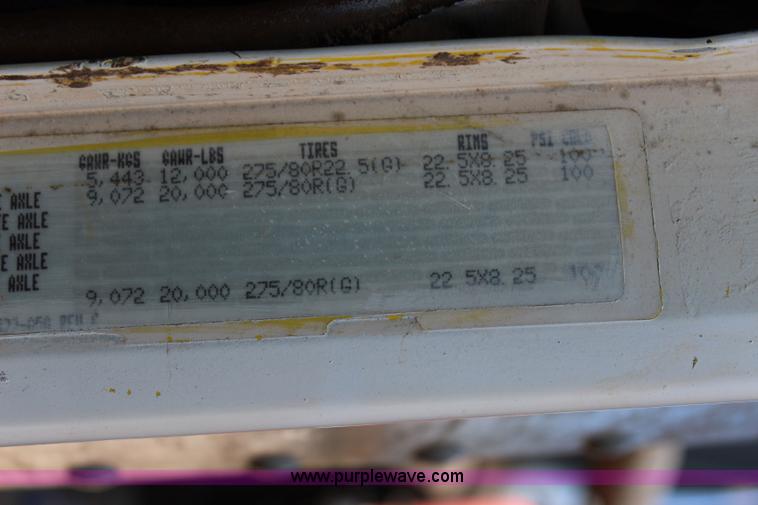 GAWR-KGS GAWR-LBS TIRES RIMS PSI COLD
5,443 12,000 275/80R22.5(G) 22.5X8.25 100
9,072 20,000 275/80R(G) 22.5X8.25 100
AXLE
AXLE
AXLE
AXLE
AXLE
9,072 20,000 275/80R(G) 22.5X8.25 100
www.purplewave.com